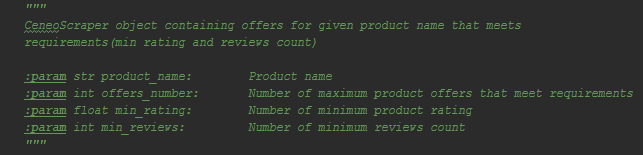 """
CeneoScraper object containing offers for given product name that meets
requirements(min rating and reviews count)
:param str product_name: Product name
:param int offers_number: Number of maximum product offers that meet requirements
:param float min_rating: Number of minimum product rating
:param int min_reviews: Number of minimum reviews count
"""